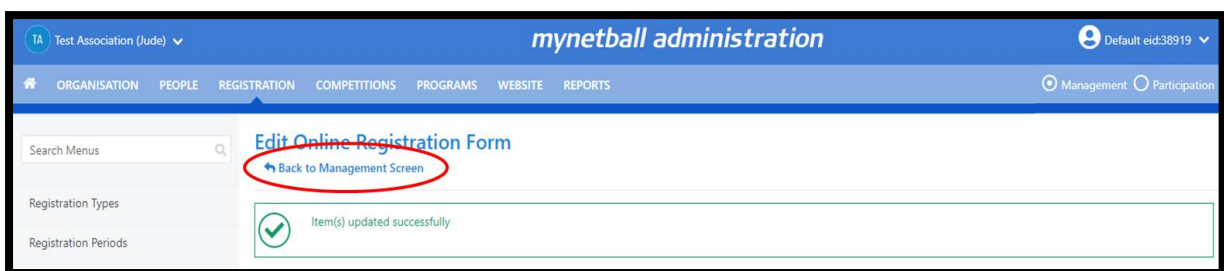 TA Test Association (Jude) mynetball administration Default eid:38919
ORGANISATION PEOPLE REGISTRATION COMPETITIONS PROGRAMS WEBSITE REPORTS Management Participation
Search Menus
Edit Online Registration Form
Back to Management Screen
Registration Types
Item(s) updated successfully
Registration Periods